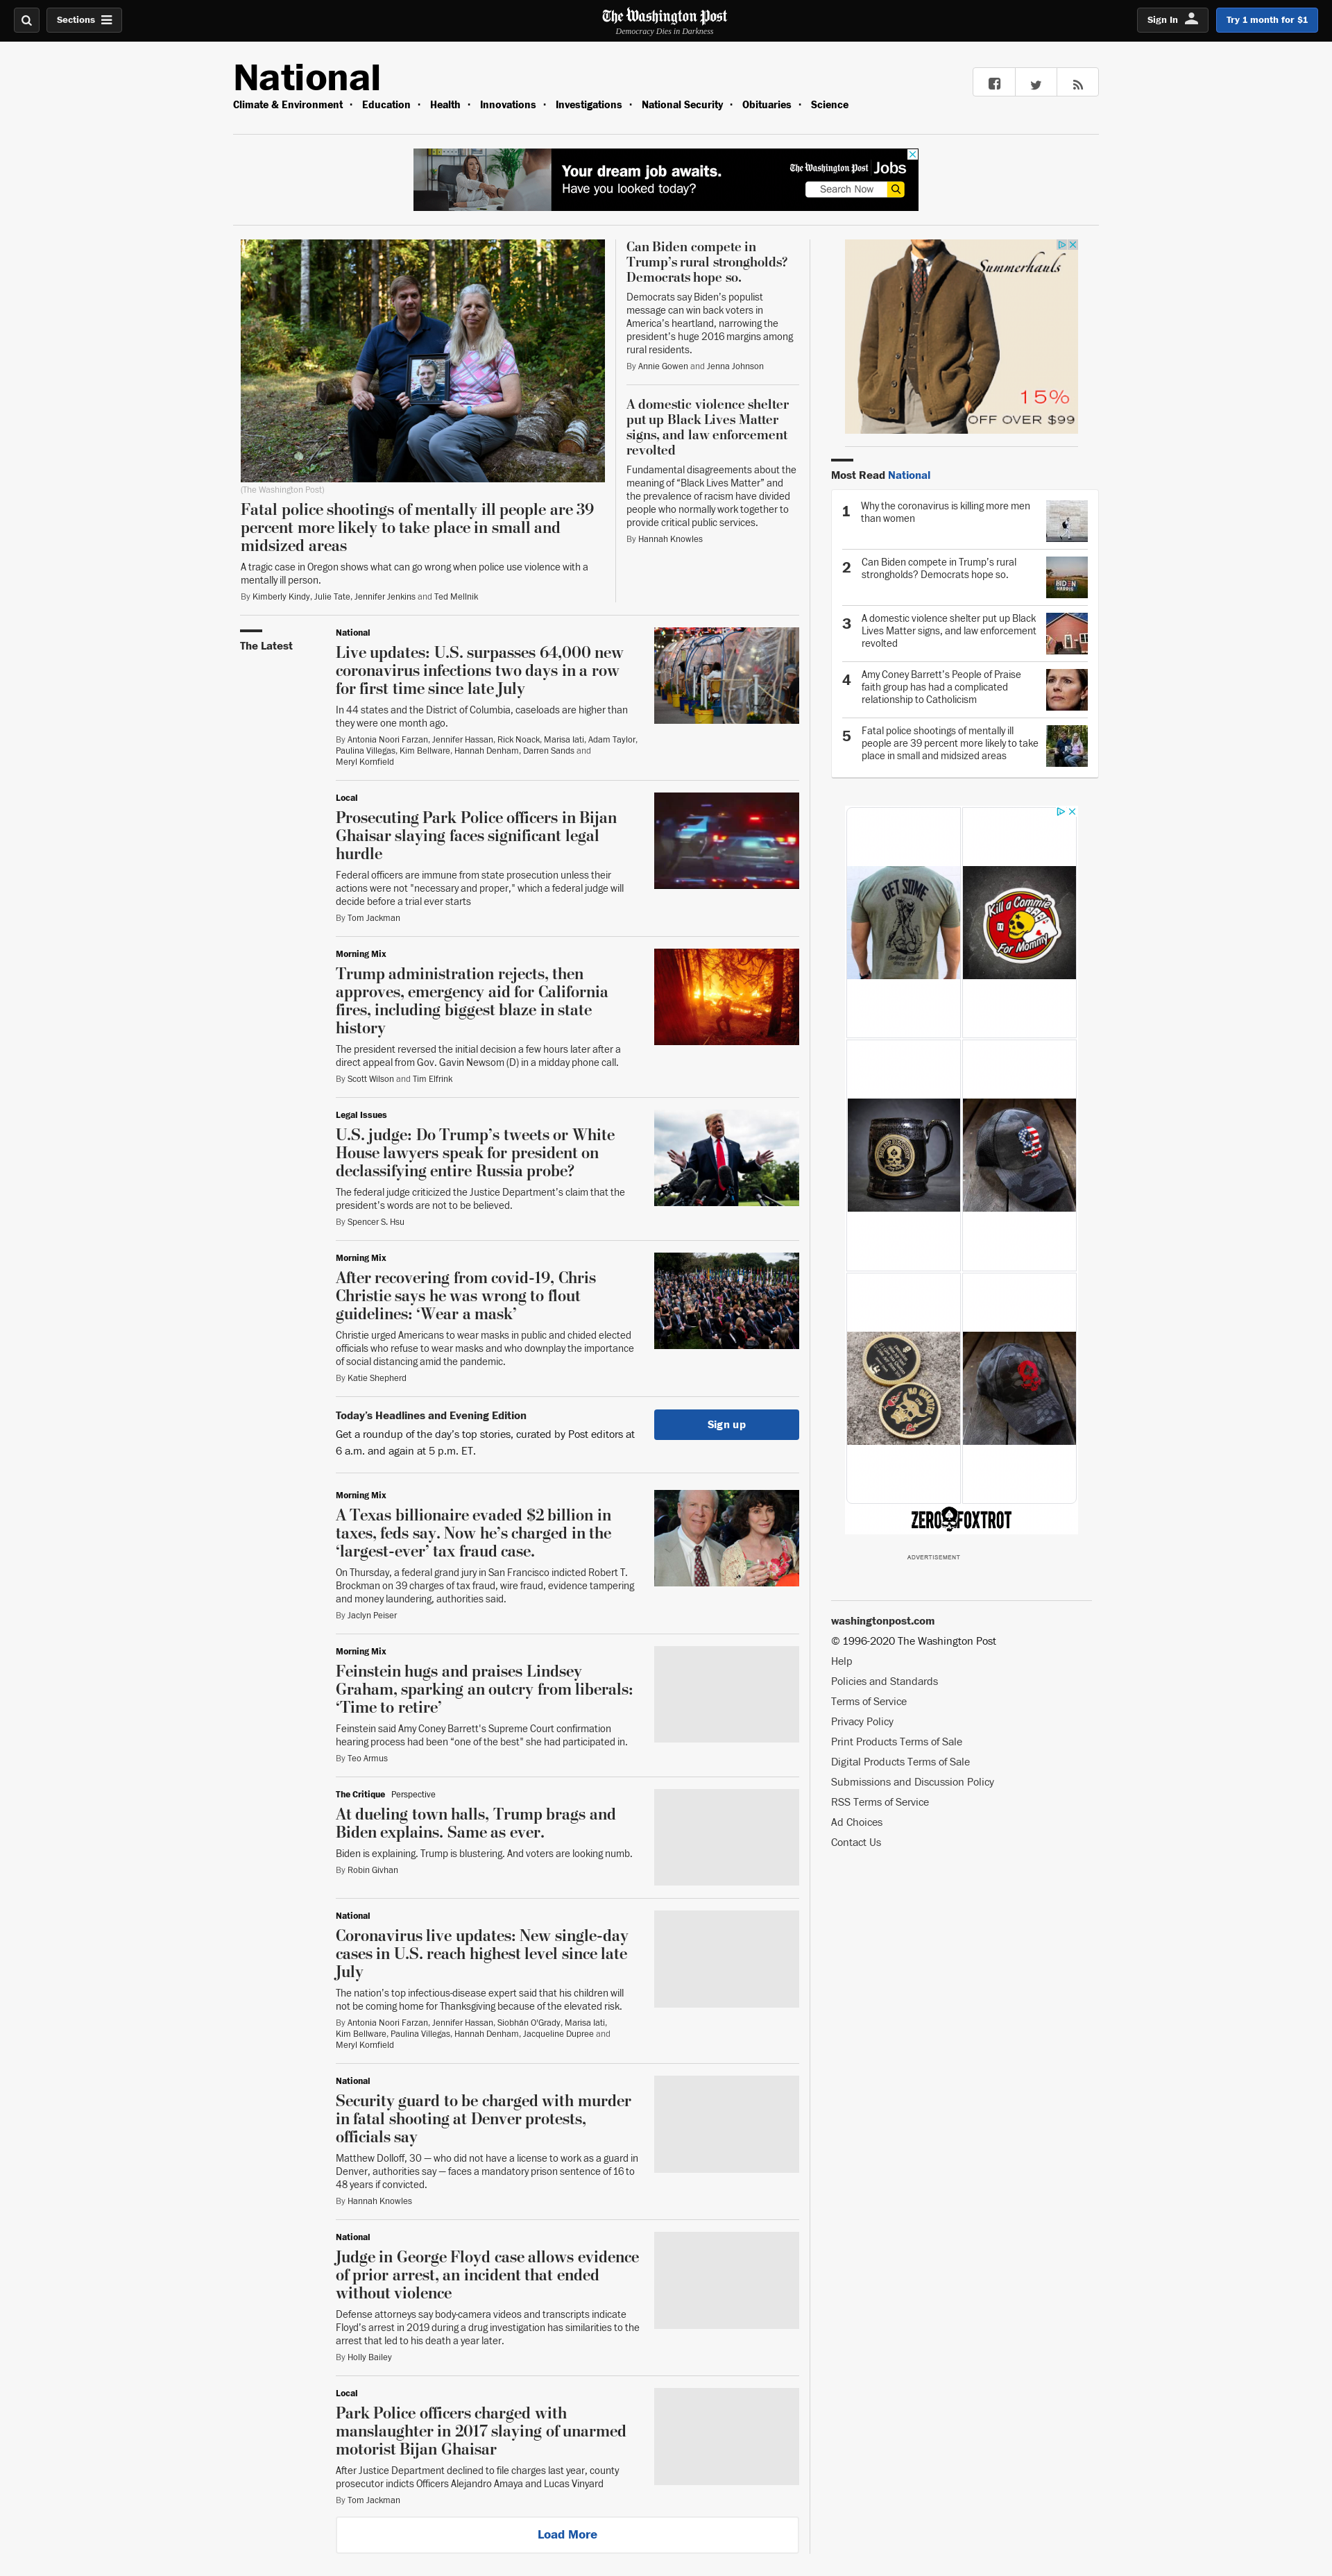 Sections
The Washington Post
Democracy Dies in Darkness
Sign In
Try 1 month for $1
National
Climate & Environment • Education • Health • Innovations • Investigations • National Security • Obituaries • Science
Your dream job awaits.
Have you looked today?
The Washington Post Jobs
Search Now
(The Washington Post)
Fatal police shootings of mentally ill people are 39
percent more likely to take place in small and
midsized areas
A tragic case in Oregon shows what can go wrong when police use violence with a
mentally ill person.
By Kimberly Kindy, Julie Tate, Jennifer Jenkins and Ted Mellnik
Can Biden compete in
Trump's rural strongholds?
Democrats hope so.
Democrats say Biden's populist
message can win back voters in
America's heartland, narrowing the
president's huge 2016 margins among
rural residents.
By Annie Gowen and Jenna Johnson
A domestic violence shelter
put up Black Lives Matter
signs, and law enforcement
revolted
Fundamental disagreements about the
meaning of “Black Lives Matter” and
the prevalence of racism have divided
people who normally work together to
provide critical public services.
By Hannah Knowles
The Latest
National
Live updates: U.S. surpasses 64,000 new
coronavirus infections two days in a row
for first time since late July
In 44 states and the District of Columbia, caseloads are higher than
they were one month ago.
By Antonia Noori Farzan, Jennifer Hassan, Rick Noack, Marisa Iati, Adam Taylor,
Paulina Villegas, Kim Bellware, Hannah Denham, Darren Sands and
Meryl Kornfield
Local
Prosecuting Park Police officers in Bijan
Ghaisar slaying faces significant legal
hurdle
Federal officers are immune from state prosecution unless their
actions were not "necessary and proper," which a federal judge will
decide before a trial ever starts
By Tom Jackman
Morning Mix
Trump administration rejects, then
approves, emergency aid for California
fires, including biggest blaze in state
history
The president reversed the initial decision a few hours later after a
direct appeal from Gov. Gavin Newsom (D) in a midday phone call.
By Scott Wilson and Tim Elfrink
Legal Issues
U.S. judge: Do Trump's tweets or White
House lawyers speak for president on
declassifying entire Russia probe?
The federal judge criticized the Justice Department's claim that the
president's words are not to be believed.
By Spencer S. Hsu
Morning Mix
After recovering from covid-19, Chris
Christie says he was wrong to flout
guidelines: ‘Wear a mask’
Christie urged Americans to wear masks in public and chided elected
officials who refuse to wear masks and who downplay the importance
of social distancing amid the pandemic.
By Katie Shepherd
Today's Headlines and Evening Edition
Get a roundup of the day's top stories, curated by Post editors at
6 a.m. and again at 5 p.m. ET.
Sign up
Morning Mix
A Texas billionaire evaded $2 billion in
taxes, feds say. Now he's charged in the
‘largest-ever’ tax fraud case.
On Thursday, a federal grand jury in San Francisco indicted Robert T.
Brockman on 39 charges of tax fraud, wire fraud, evidence tampering
and money laundering, authorities said.
By Jaclyn Peiser
Morning Mix
Feinstein hugs and praises Lindsey
Graham, sparking an outcry from liberals:
‘Time to retire’
Feinstein said Amy Coney Barrett's Supreme Court confirmation
hearing process had been “one of the best” she had participated in.
By Teo Armus
The Critique Perspective
At dueling town halls, Trump brags and
Biden explains. Same as ever.
Biden is explaining. Trump is blustering. And voters are looking numb.
By Robin Givhan
National
Coronavirus live updates: New single-day
cases in U.S. reach highest level since late
July
The nation's top infectious-disease expert said that his children will
not be coming home for Thanksgiving because of the elevated risk.
By Antonia Noori Farzan, Jennifer Hassan, Siobhán O'Grady, Marisa Iati,
Kim Bellware, Paulina Villegas, Hannah Denham, Jacqueline Dupree and
Meryl Kornfield
National
Security guard to be charged with murder
in fatal shooting at Denver protests,
officials say
Matthew Dolloff, 30 — who did not have a license to work as a guard in
Denver, authorities say — faces a mandatory prison sentence of 16 to
48 years if convicted.
By Hannah Knowles
National
Judge in George Floyd case allows evidence
of prior arrest, an incident that ended
without violence
Defense attorneys say body-camera videos and transcripts indicate
Floyd's arrest in 2019 during a drug investigation has similarities to the
arrest that led to his death a year later.
By Holly Bailey
Local
Park Police officers charged with
manslaughter in 2017 slaying of unarmed
motorist Bijan Ghaisar
After Justice Department declined to file charges last year, county
prosecutor indicts Officers Alejandro Amaya and Lucas Vinyard
By Tom Jackman
Load More
Summerhauls
15%
OFF OVER $99
Most Read National
1 Why the coronavirus is killing more men
than women
2 Can Biden compete in Trump's rural
strongholds? Democrats hope so.
BIDEN
HARRIS
3 A domestic violence shelter put up Black
Lives Matter signs, and law enforcement
revolted
4 Amy Coney Barrett's People of Praise
faith group has had a complicated
relationship to Catholicism
5 Fatal police shootings of mentally ill
people are 39 percent more likely to take
place in small and midsized areas
GET SOME
Kill a Commie
For Mommy
NO QUARTER
ZERO FOXTROT
ADVERTISEMENT
washingtonpost.com
© 1996-2020 The Washington Post
Help
Policies and Standards
Terms of Service
Privacy Policy
Print Products Terms of Sale
Digital Products Terms of Sale
Submissions and Discussion Policy
RSS Terms of Service
Ad Choices
Contact Us